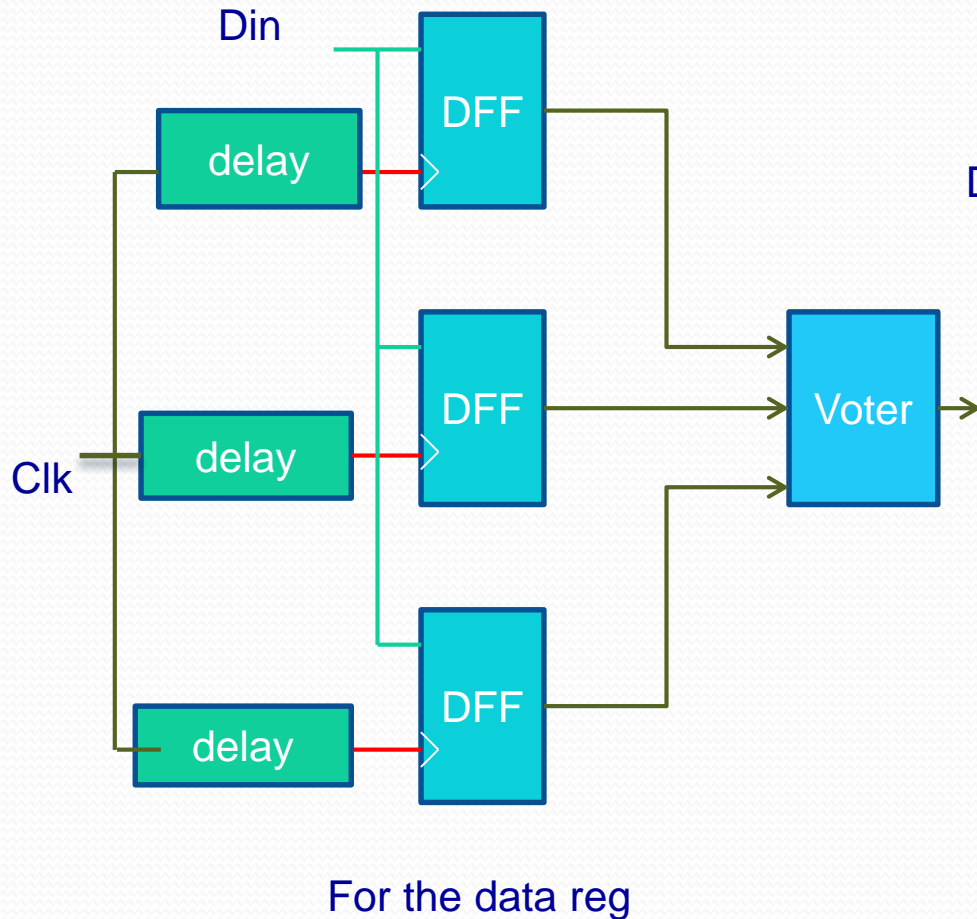 Din
DFF
delay
D
DFF
Voter
delay
Clk
DFF
delay
For the data reg